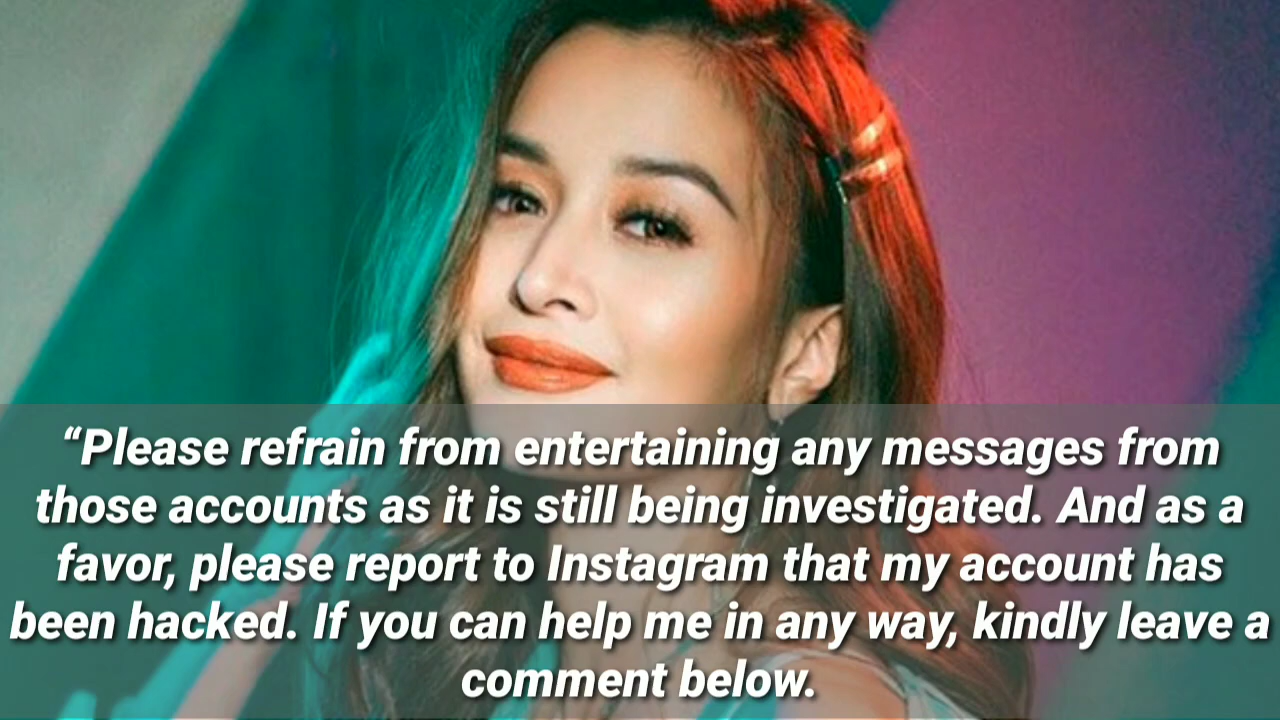 “Please refrain from entertaining any messages from
those accounts as it is still being investigated. And as a
favor, please report to Instagram that my account has
been hacked. If you can help me in any way, kindly leave a
comment below.